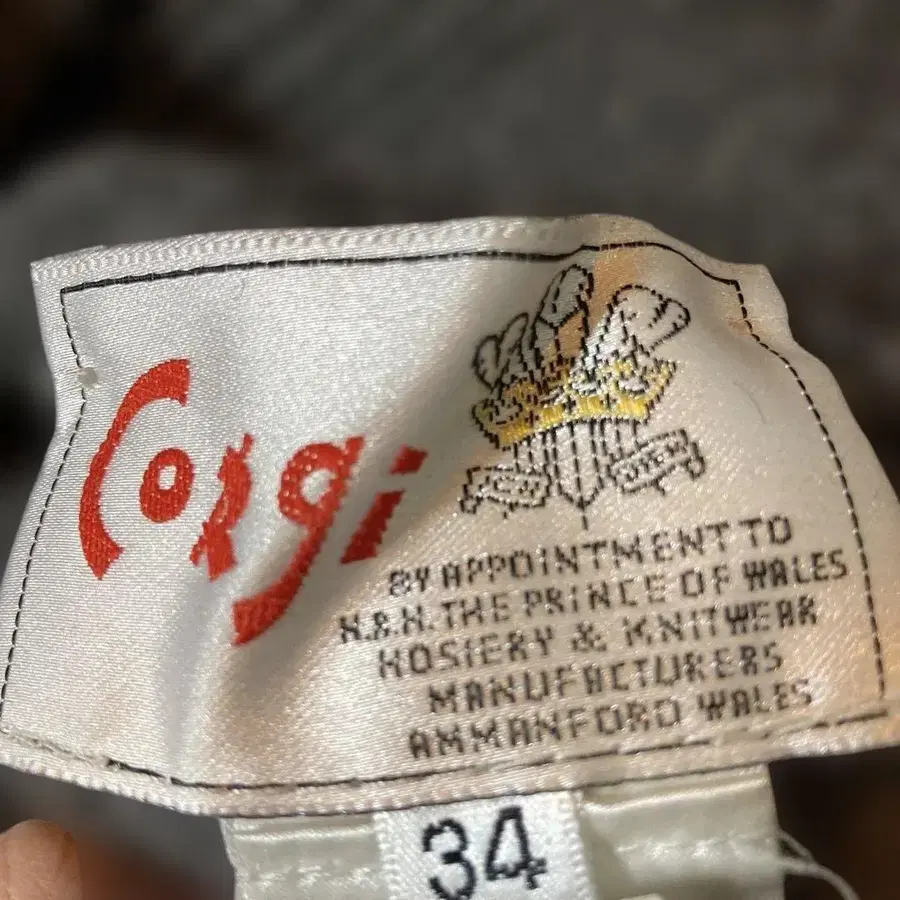 Corgi
BY APPOINTMENT TO
H.R.H. THE PRINCE OF WALES
HOSIERY & KNITWEAR
MANUFACTURERS
AMMANFORD WALES
34